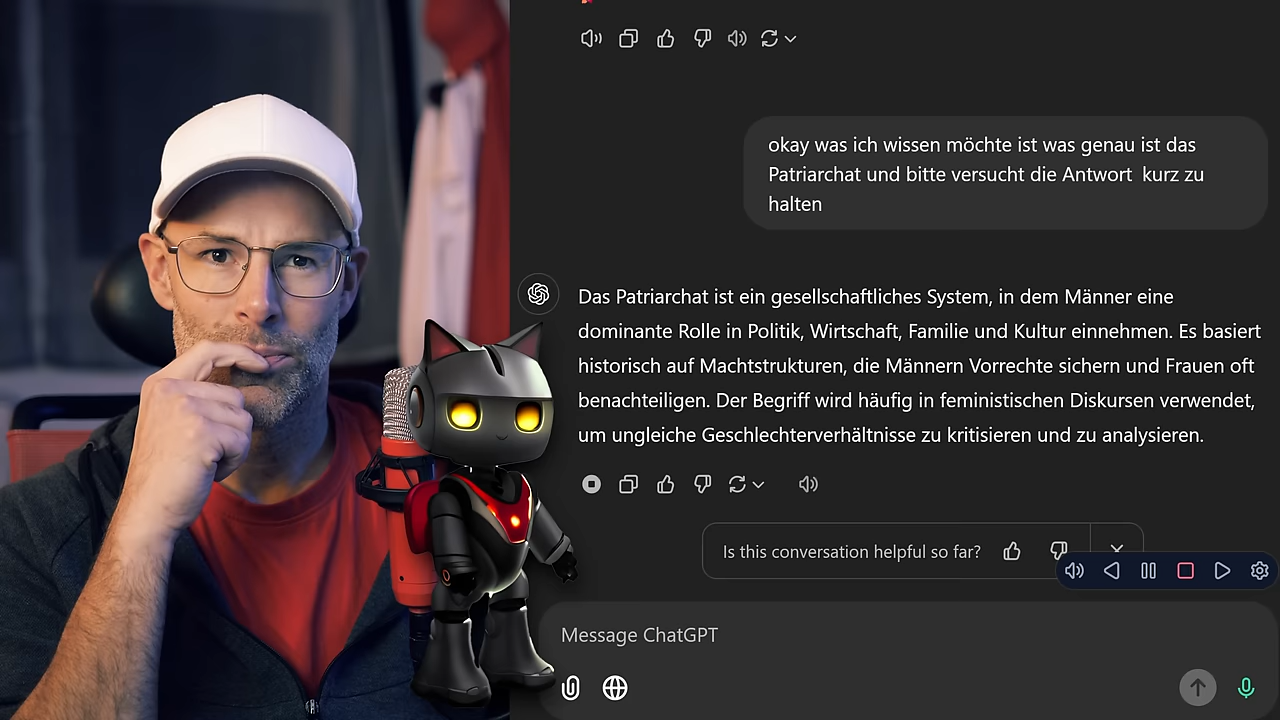 okay was ich wissen möchte ist was genau ist das
Patriarchat und bitte versucht die Antwort  kurz zu
halten
Das Patriarchat ist ein gesellschaftliches System, in dem Männer eine
dominante Rolle in Politik, Wirtschaft, Familie und Kultur einnehmen. Es basiert
historisch auf Machtstrukturen, die Männern Vorrechte sichern und Frauen oft
benachteiligen. Der Begriff wird häufig in feministischen Diskursen verwendet,
um ungleiche Geschlechterverhältnisse zu kritisieren und zu analysieren.
Is this conversation helpful so far?
Message ChatGPT